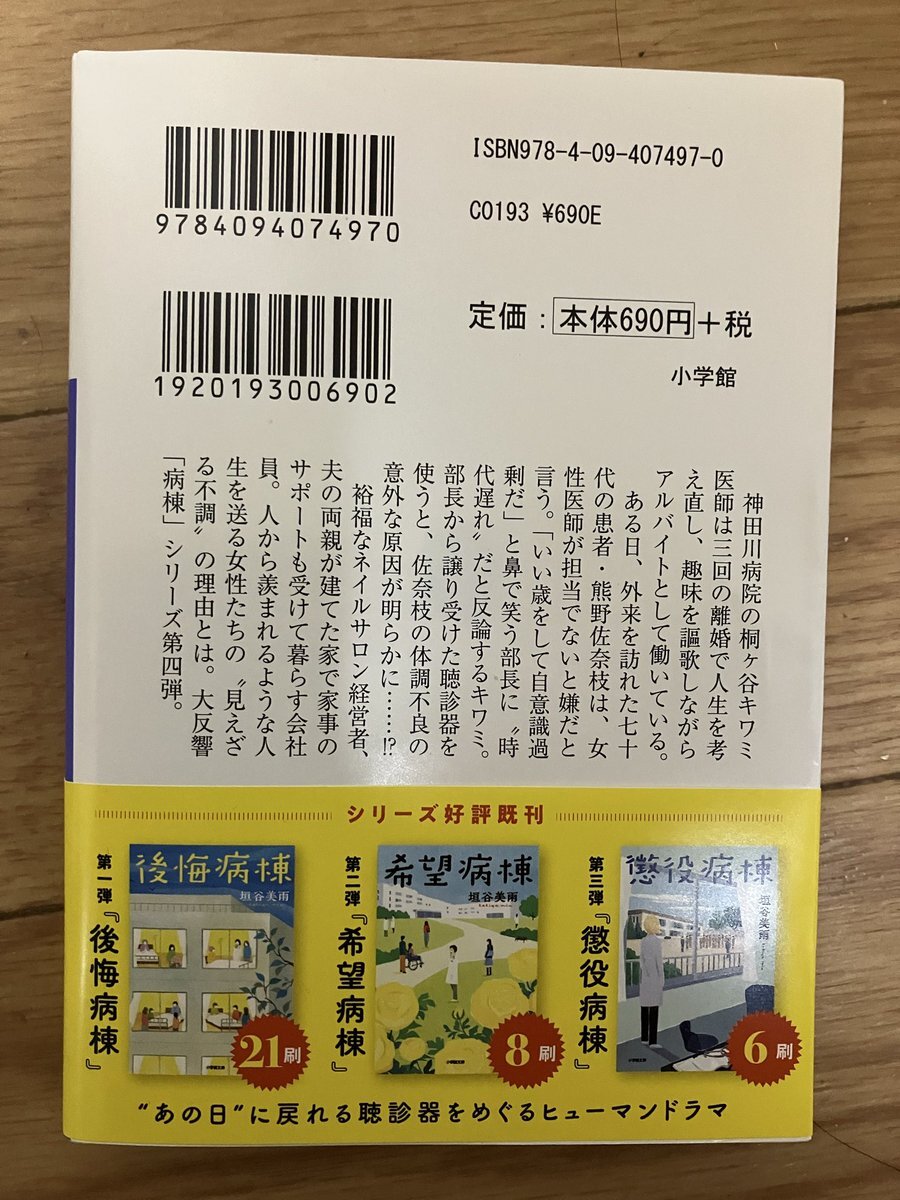 9784094074970
ISBN978-4-09-407497-0
C0193 ¥690E
1920193006902
定価：本体690円+税
小学館
神田川病院の桐ヶ谷キワミ
医師は三回の離婚で人生を考
え直し、趣味を謳歌しながら
アルバイトとして働いている。
ある日、外来を訪れた七十
代の患者・熊野佐奈枝は、女
性医師が担当でないと嫌だと
言う。「いい歳をして自意識過
剰だ」と鼻で笑う部長に〝時
代遅れ〟だと反論するキワミ。
部長から譲り受けた聴診器を
使うと、佐奈枝の体調不良の
意外な原因が明らかに……!?
裕福なネイルサロン経営者、
夫の両親が建てた家で家事の
サポートも受けて暮らす会社
員。人から羨まれるような人
生を送る女性たちの〝見えざ
る不調〟の理由とは。大反響
「病棟」シリーズ第四弾。
シリーズ好評既刊
第一弾『後悔病棟』
後悔病棟
垣谷美雨
小学館文庫
21刷
第二弾『希望病棟』
希望病棟
垣谷美雨
小学館文庫
8刷
第三弾『懲役病棟』
懲役病棟
垣谷美雨
小学館文庫
6刷
“あの日”に戻れる聴診器をめぐるヒューマンドラマ